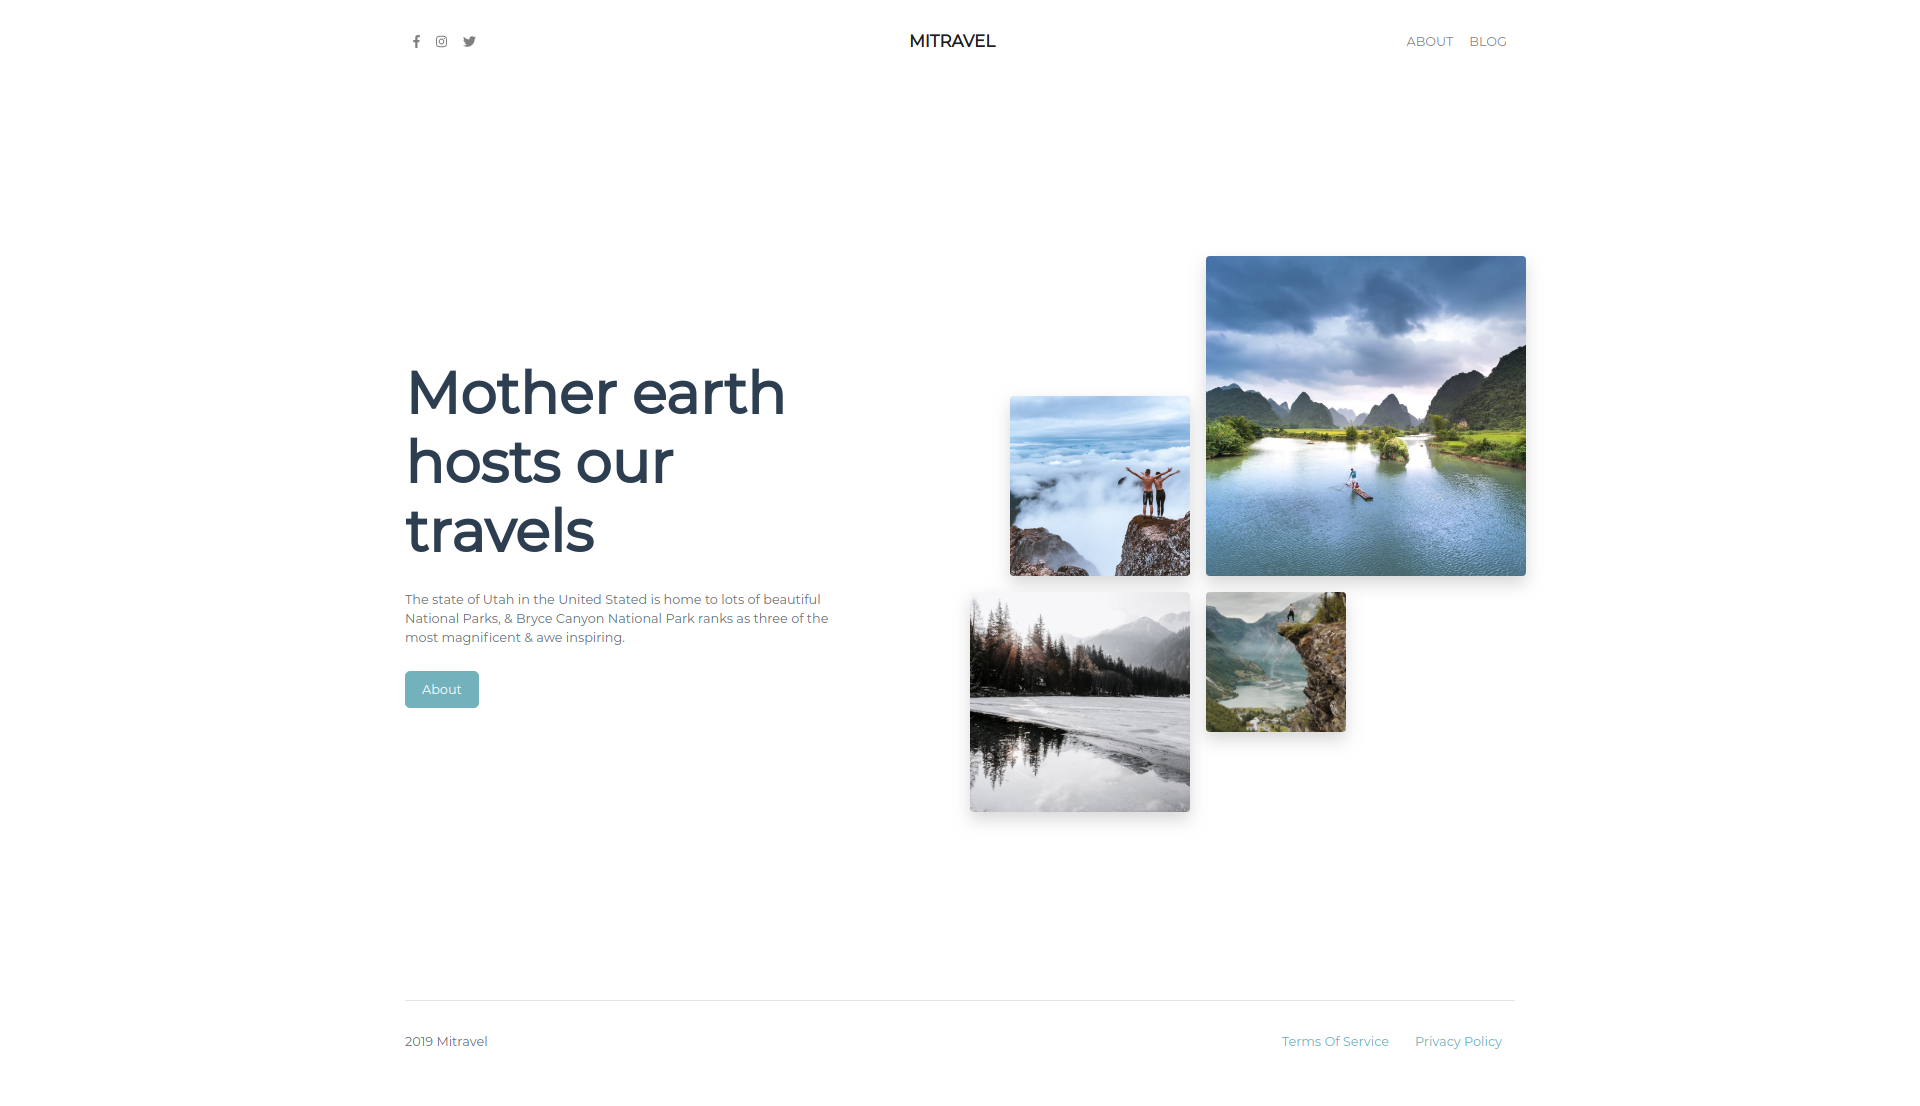 MITRAVEL
ABOUT BLOG
Mother earth
hosts our
travels
The state of Utah in the United Stated is home to lots of beautiful
National Parks, & Bryce Canyon National Park ranks as three of the
most magnificent & awe inspiring.
About
2019 Mitravel
Terms Of Service Privacy Policy